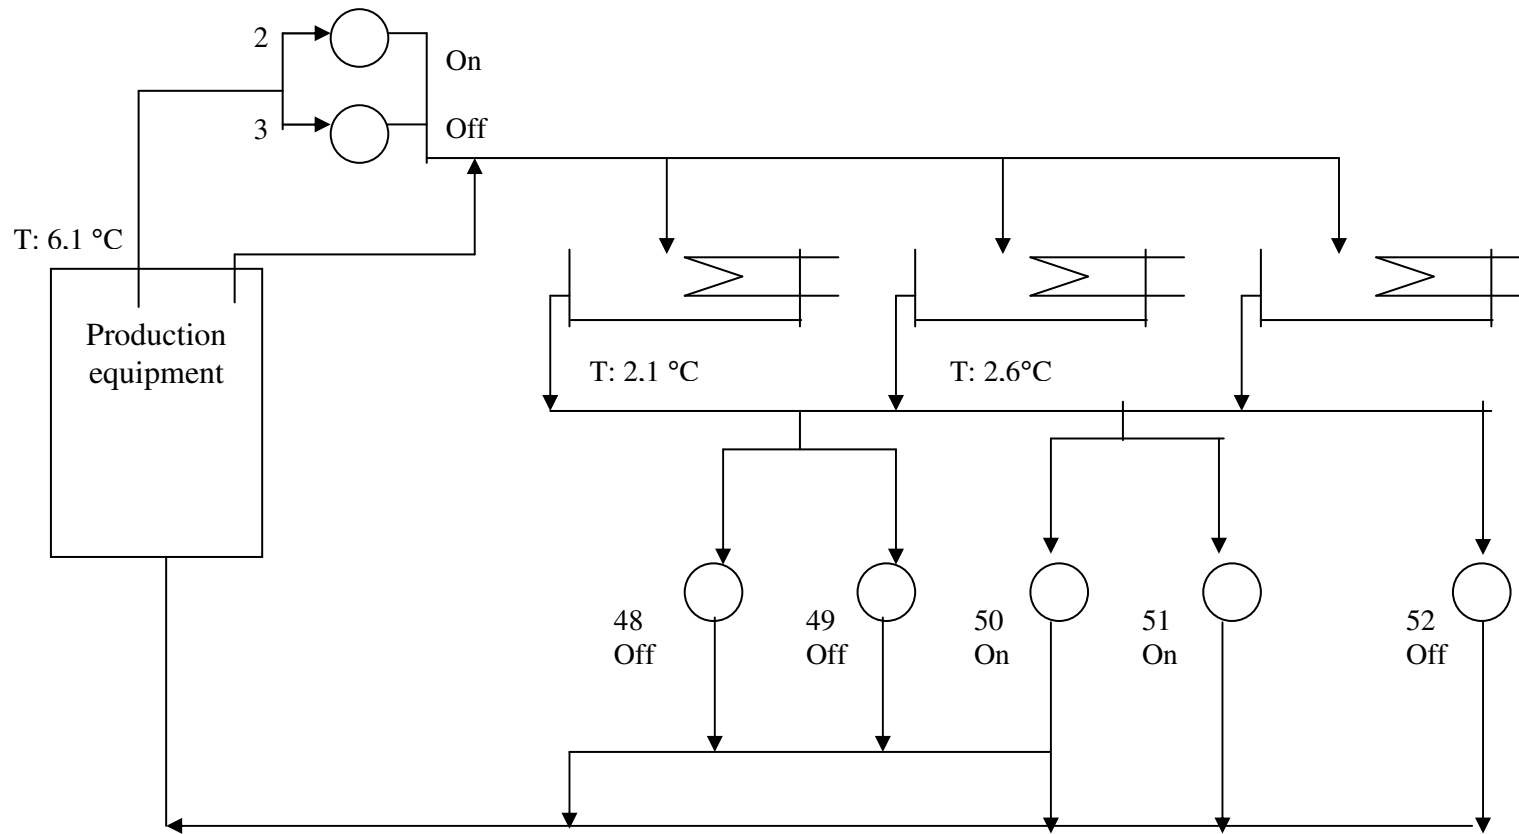 2
On
3
Off
T: 6.1 °C
Production
equipment
T: 2.1 °C
T: 2.6°C
48
Off
49
Off
50
On
51
On
52
Off